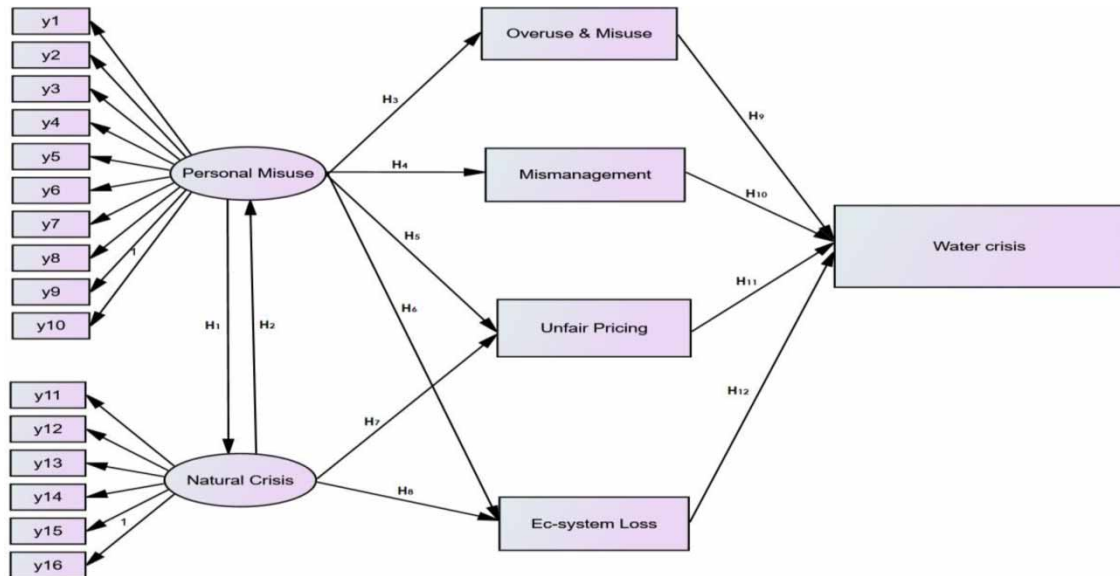 y1
y2
y3
y4
y5
y6
y7
y8
y9
y10
1
Personal Misuse
H1
H2
y11
y12
y13
y14
y15
y16
1
Natural Crisis
H3
H4
H5
H6
H7
H8
Overuse & Misuse
Mismanagement
Unfair Pricing
Ec-system Loss
H9
H10
H11
H12
Water crisis